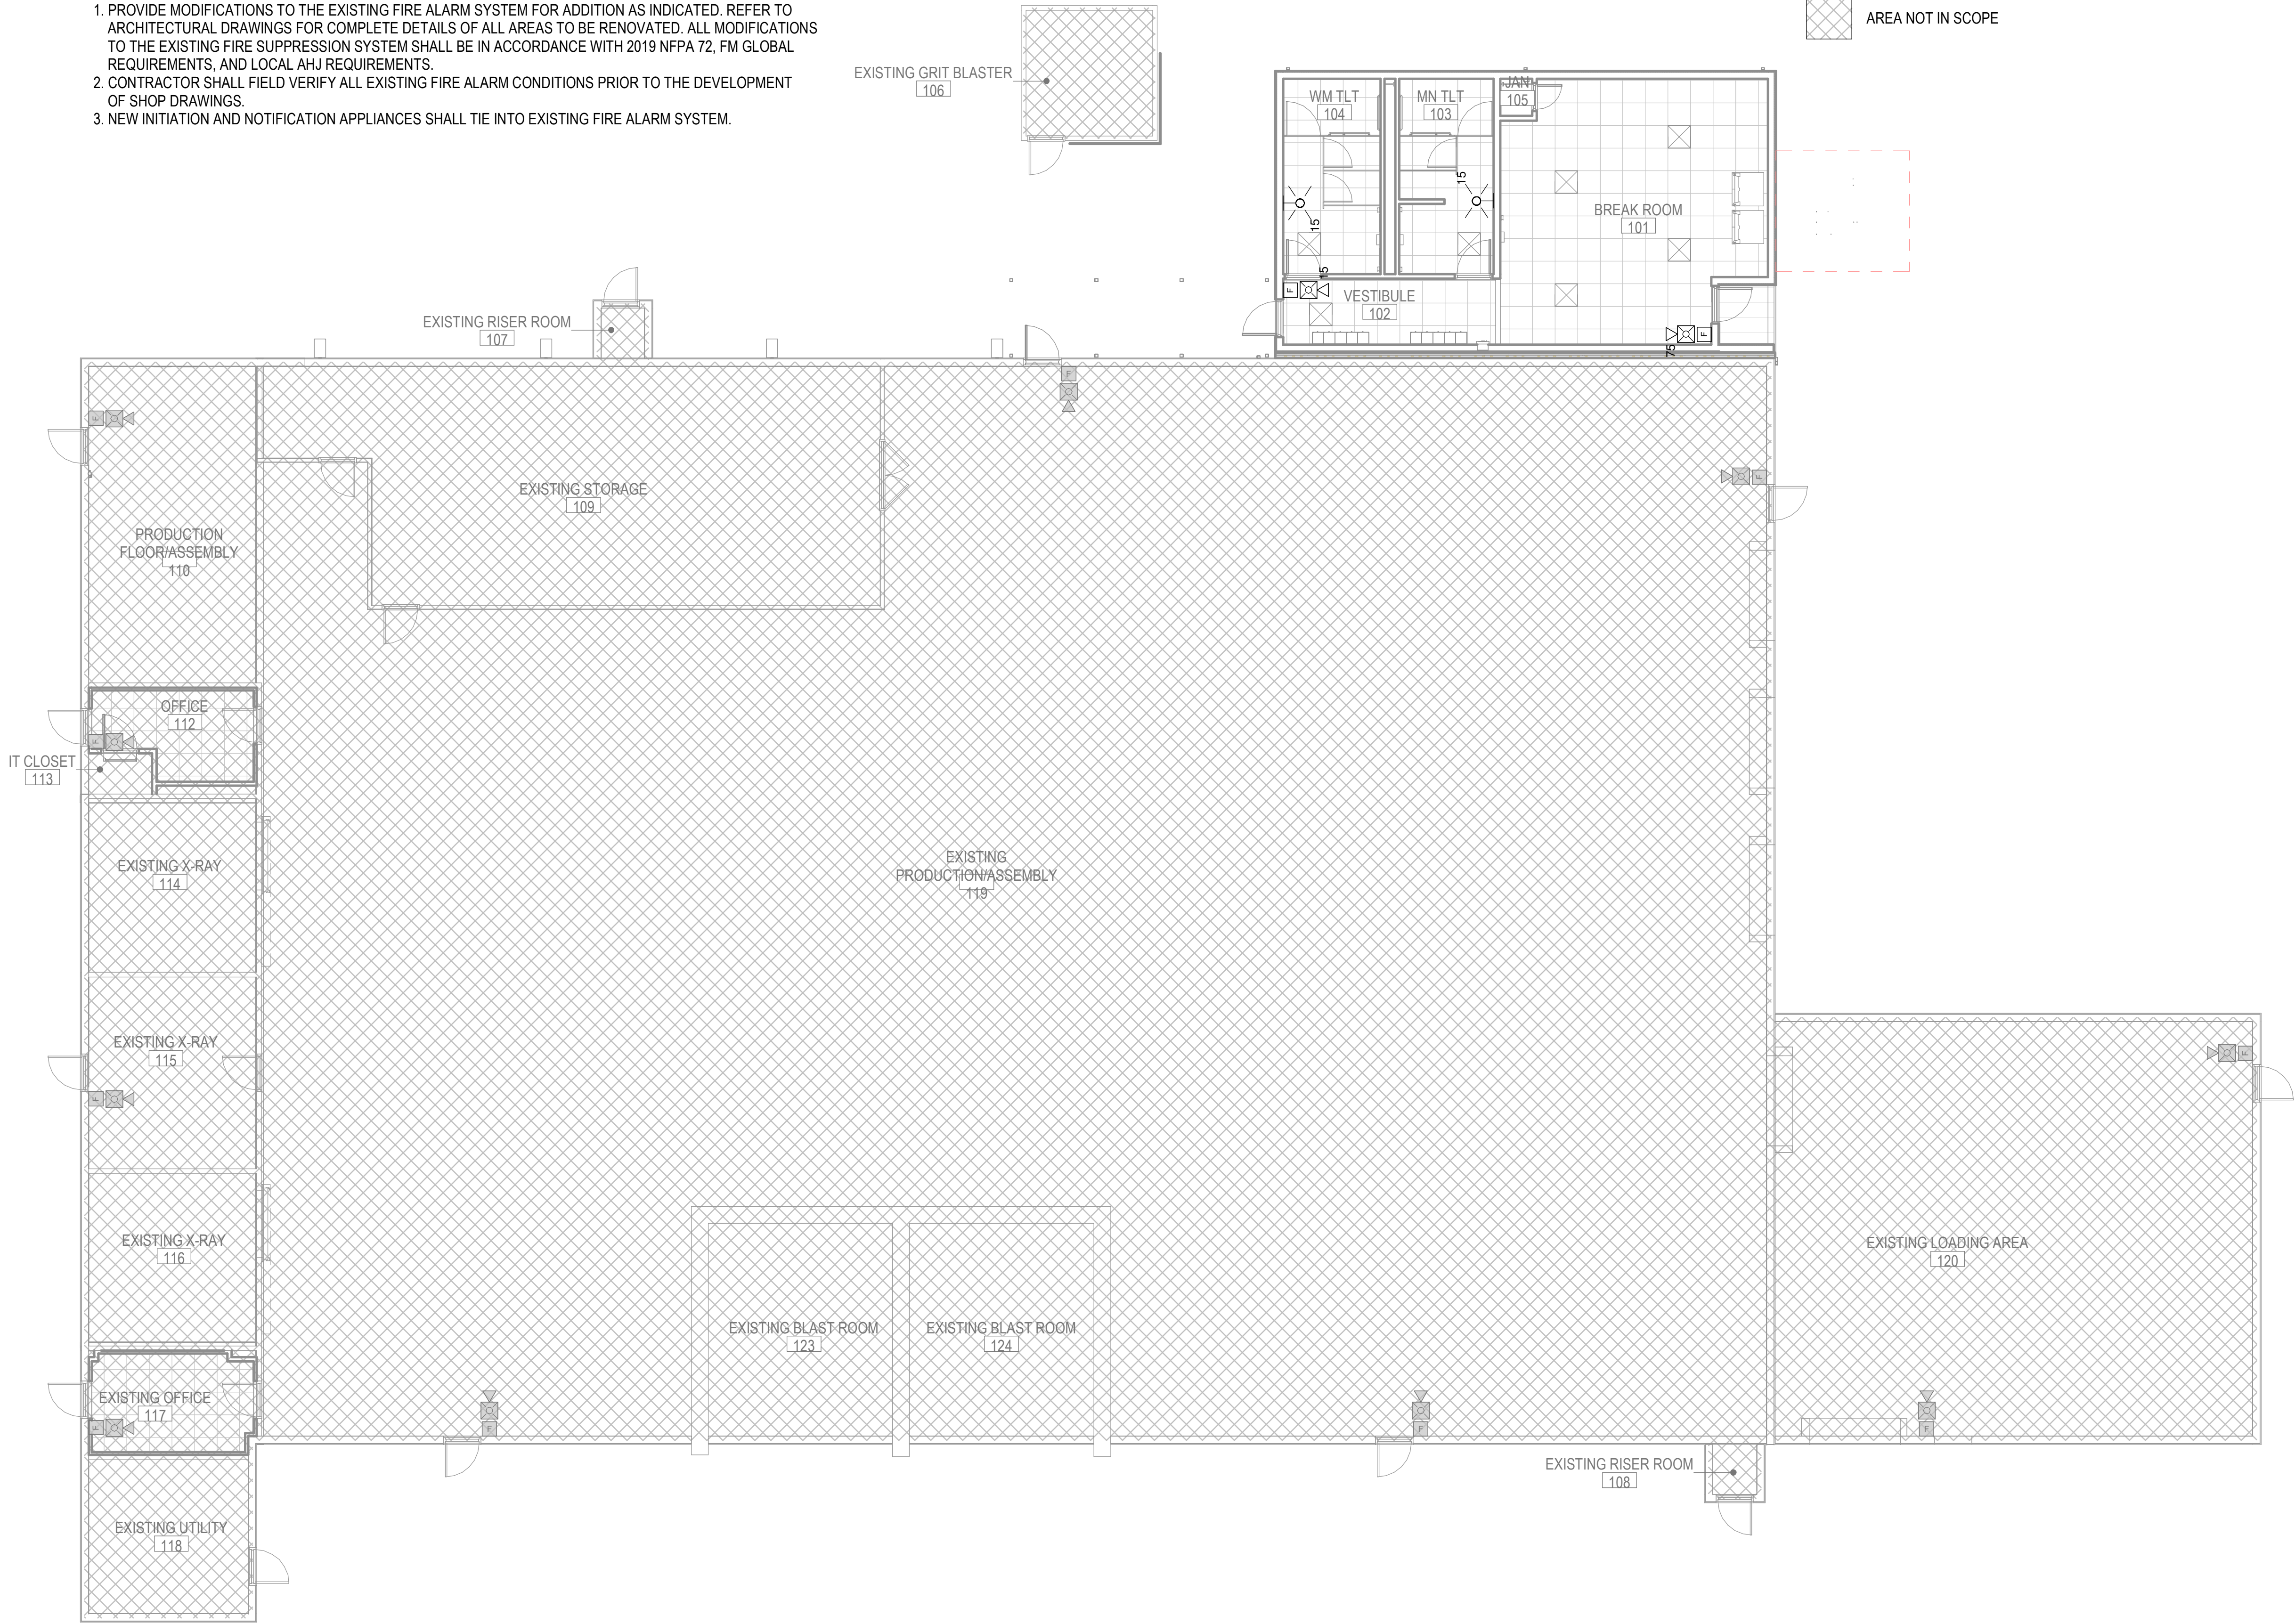 1. PROVIDE MODIFICATIONS TO THE EXISTING FIRE ALARM SYSTEM FOR ADDITION AS INDICATED. REFER TO
ARCHITECTURAL DRAWINGS FOR COMPLETE DETAILS OF ALL AREAS TO BE RENOVATED. ALL MODIFICATIONS
TO THE EXISTING FIRE SUPPRESSION SYSTEM SHALL BE IN ACCORDANCE WITH 2019 NFPA 72, FM GLOBAL
REQUIREMENTS, AND LOCAL AHJ REQUIREMENTS.
2. CONTRACTOR SHALL FIELD VERIFY ALL EXISTING FIRE ALARM CONDITIONS PRIOR TO THE DEVELOPMENT
OF SHOP DRAWINGS.
3. NEW INITIATION AND NOTIFICATION APPLIANCES SHALL TIE INTO EXISTING FIRE ALARM SYSTEM.
AREA NOT IN SCOPE
EXISTING GRIT BLASTER
106
WM TLT
104
MN TLT
103
JAN
105
15
15
BREAK ROOM
101
15
F
VESTIBULE
102
F
75
EXISTING RISER ROOM
107
F
F
F
EXISTING STORAGE
109
PRODUCTION
FLOOR/ASSEMBLY
110
OFFICE
112
F
IT CLOSET
113
EXISTING X-RAY
114
EXISTING
PRODUCTION/ASSEMBLY
119
EXISTING X-RAY
115
F
F
EXISTING X-RAY
116
EXISTING LOADING AREA
120
EXISTING BLAST ROOM
123
EXISTING BLAST ROOM
124
EXISTING OFFICE
117
F
F
F
F
EXISTING RISER ROOM
108
EXISTING UTILITY
118